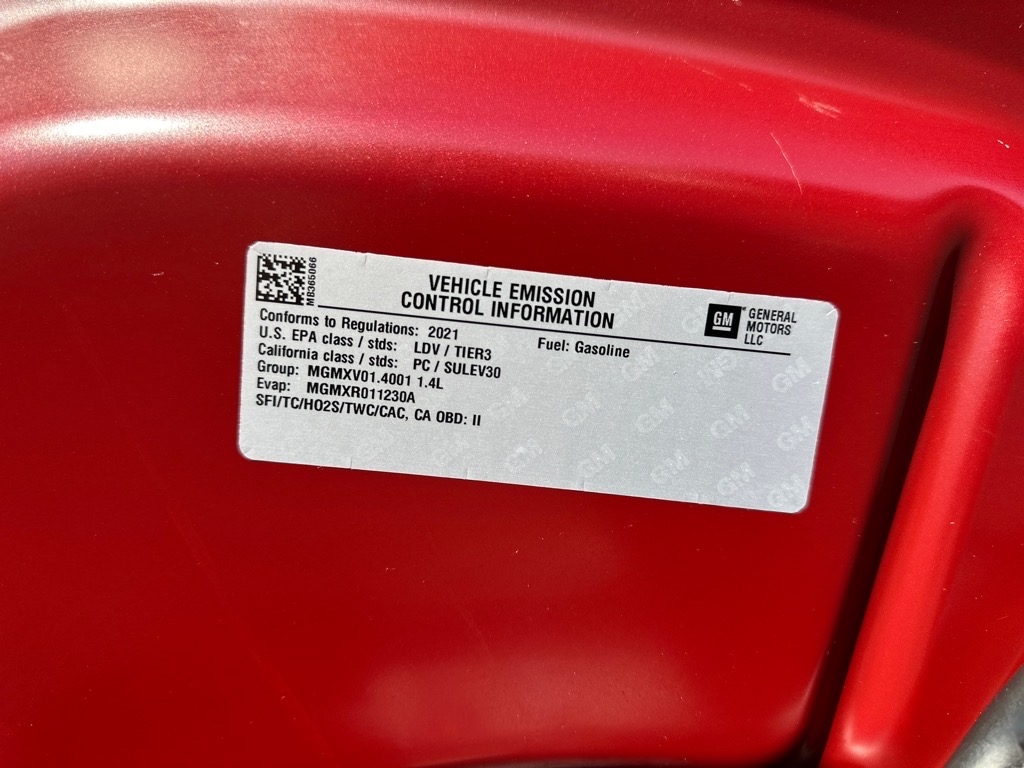 MB365066
VEHICLE EMISSION
CONTROL INFORMATION
GM
GENERAL
MOTORS
LLC
Conforms to Regulations: 2021
Fuel: Gasoline
U.S. EPA class / stds: LDV / TIER3
California class / stds: PC / SULEV30
Group: MGMXV01.4001 1.4L
Evap: MGMXR011230A
SFI/TC/HO2S/TWC/CAC, CA OBD: II